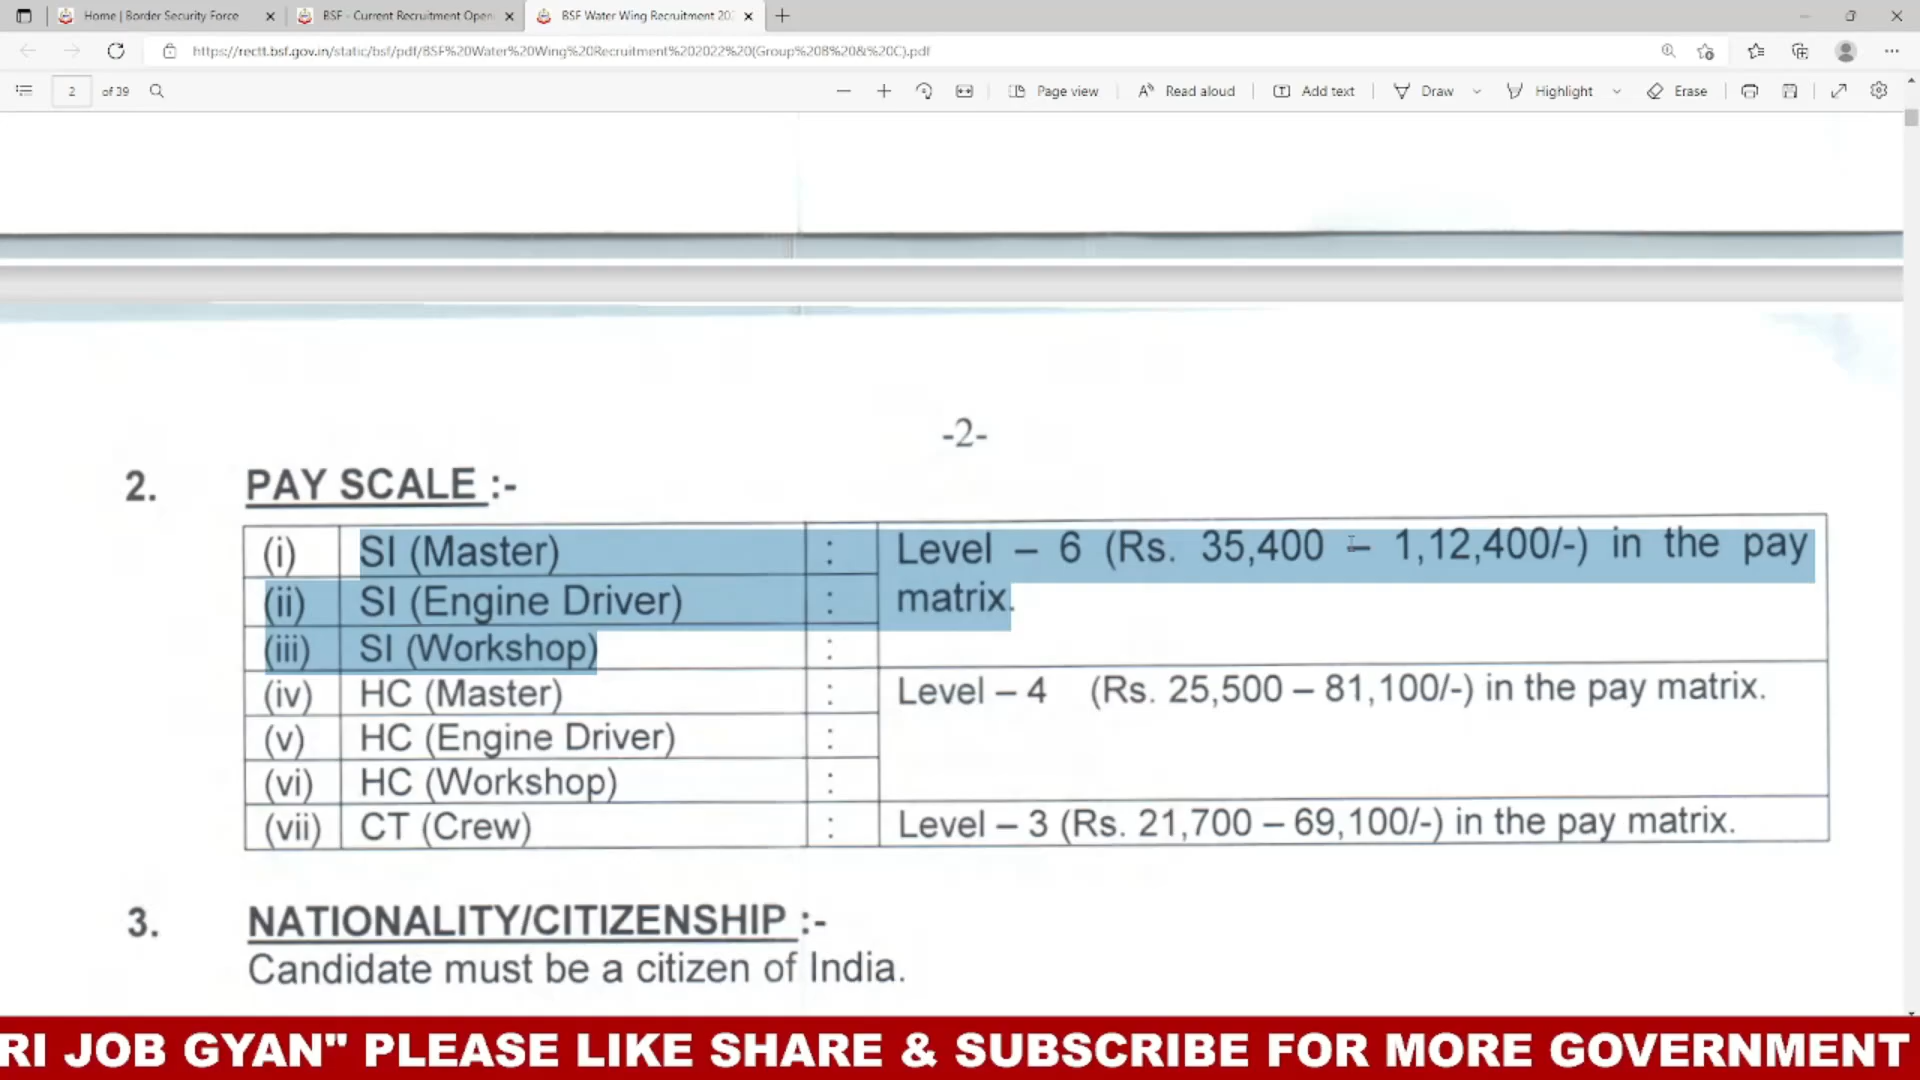 Home | Border Security Force
BSF - Current Recruitment Open
BSF Water Wing Recruitment 20
https://rectt.bsf.gov.in/static/bsf/pdf/BSF%20Water%20Wing%20Recruitment%202022%20(Group%20B%20&%20C).pdf
2 of 39
Page view
Read aloud
Add text
Draw
Highlight
Erase
-2-
2. PAY SCALE :-
(i) SI (Master) : Level – 6 (Rs. 35,400 – 1,12,400/-) in the pay
(ii) SI (Engine Driver) : matrix.
(iii) SI (Workshop) :
(iv) HC (Master) : Level – 4 (Rs. 25,500 – 81,100/-) in the pay matrix.
(v) HC (Engine Driver) :
(vi) HC (Workshop) :
(vii) CT (Crew) : Level – 3 (Rs. 21,700 – 69,100/-) in the pay matrix.
3. NATIONALITY/CITIZENSHIP :-
Candidate must be a citizen of India.
RI JOB GYAN" PLEASE LIKE SHARE & SUBSCRIBE FOR MORE GOVERNMENT